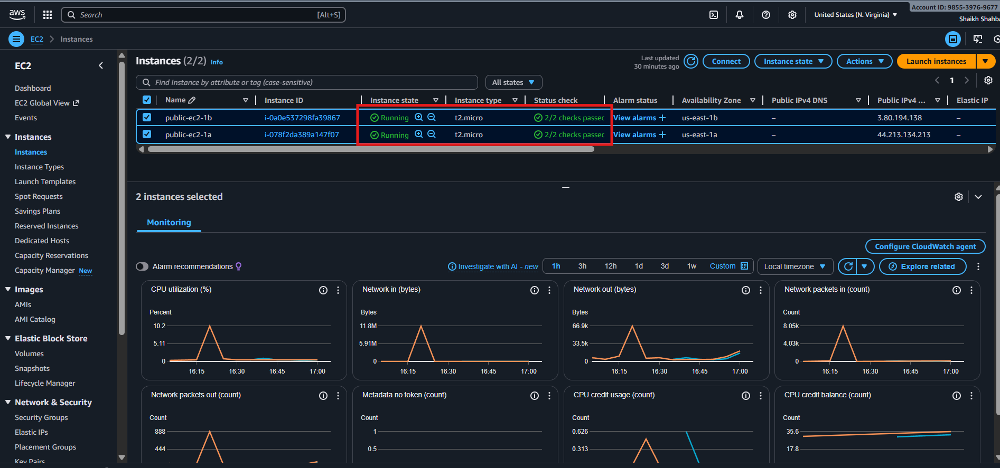 Account ID: 9855-3976-9677
aws
Search [Alt+S]
United States (N. Virginia)
Shaikh Shahba
EC2 Instances
EC2
Dashboard
EC2 Global View
Events
Instances
Instances
Instance Types
Launch Templates
Spot Requests
Savings Plans
Reserved Instances
Dedicated Hosts
Capacity Reservations
Capacity Manager New
Images
AMIs
AMI Catalog
Elastic Block Store
Volumes
Snapshots
Lifecycle Manager
Network & Security
Security Groups
Elastic IPs
Placement Groups
Key Pairs
Instances (2/2) Info
Last updated
30 minutes ago
Connect
Instance state
Actions
Launch instances
Find Instance by attribute or tag (case-sensitive)
All states
1
Name Instance ID Instance state Instance type Status check Alarm status Availability Zone Public IPv4 DNS Public IPv4 ... Elastic IP
public-ec2-1b i-0a0e537298fa39867 Running t2.micro 2/2 checks passec View alarms + us-east-1b – 3.80.194.138 –
public-ec2-1a i-078f2da389a147f07 Running t2.micro 2/2 checks passec View alarms + us-east-1a – 44.213.134.213 –
2 instances selected
Monitoring
Configure CloudWatch agent
Alarm recommendations
Investigate with AI - new
1h 3h 12h 1d 3d 1w Custom
Local timezone
Explore related
CPU utilization (%)
Percent
10.2
5.11
0
16:15 16:30 16:45 17:00
Network in (bytes)
Bytes
11.8M
5.91M
0
16:15 16:30 16:45 17:00
Network out (bytes)
Bytes
66.9k
33.5k
0
16:15 16:30 16:45 17:00
Network packets in (count)
Count
8.05k
4.03k
0
16:15 16:30 16:45 17:00
Network packets out (count)
Count
888
444
Metadata no token (count)
Count
1
0.5
CPU credit usage (count)
Count
0.626
0.313
CPU credit balance (count)
Count
35.6
17.8